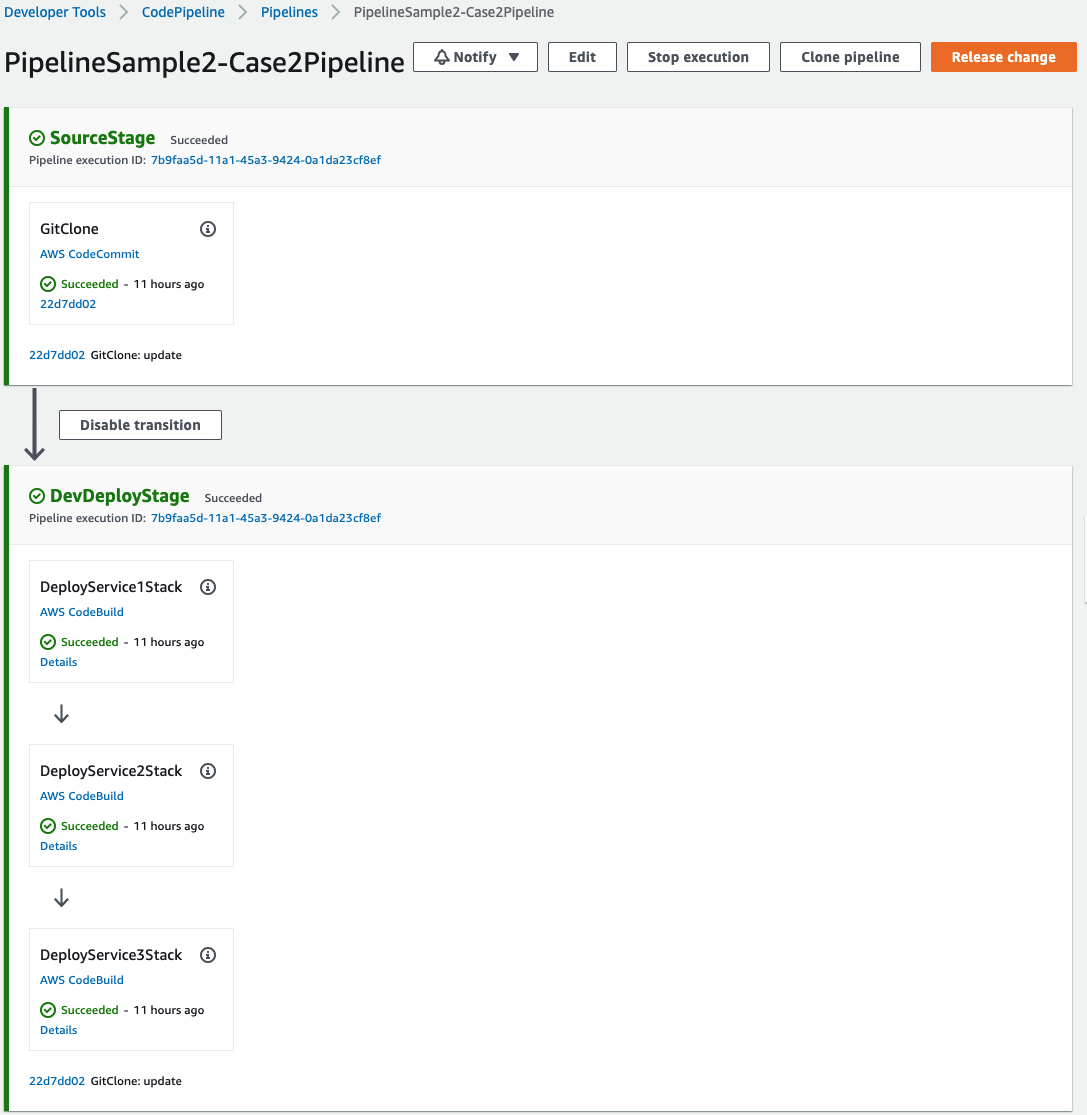 Developer Tools > CodePipeline > Pipelines > PipelineSample2-Case2Pipeline
PipelineSample2-Case2Pipeline Notify ▼ Edit Stop execution Clone pipeline Release change
SourceStage Succeeded
Pipeline execution ID: 7b9faa5d-11a1-45a3-9424-0a1da23cf8ef
GitClone
AWS CodeCommit
Succeeded - 11 hours ago
22d7dd02
22d7dd02 GitClone: update
Disable transition
DevDeployStage Succeeded
Pipeline execution ID: 7b9faa5d-11a1-45a3-9424-0a1da23cf8ef
DeployService1Stack
AWS CodeBuild
Succeeded - 11 hours ago
Details
DeployService2Stack
AWS CodeBuild
Succeeded - 11 hours ago
Details
DeployService3Stack
AWS CodeBuild
Succeeded - 11 hours ago
Details
22d7dd02 GitClone: update